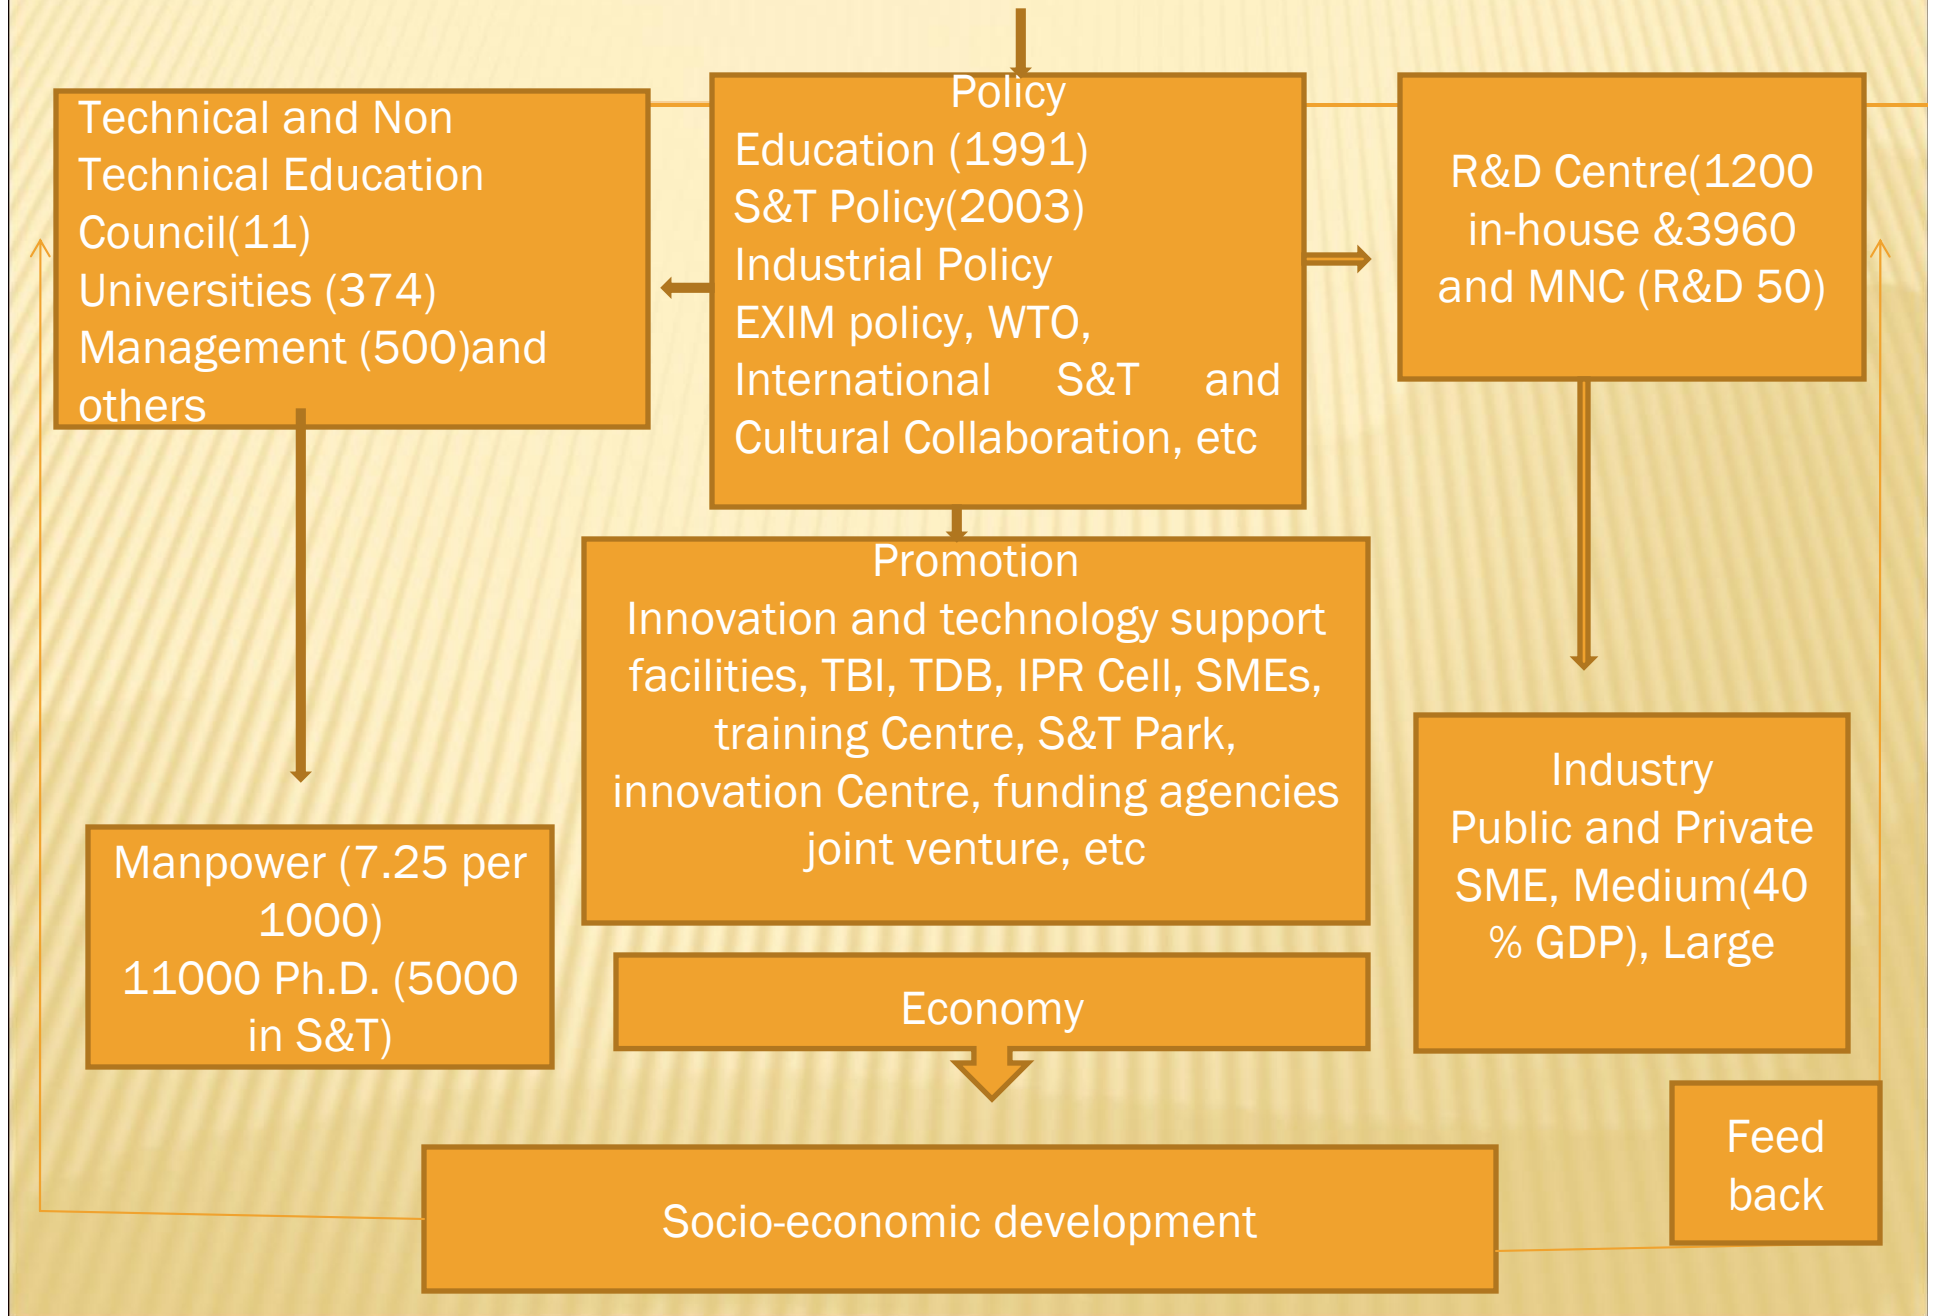 Technical and Non
Technical Education
Council(11)
Universities (374)
Management (500)and
others
Policy
Education (1991)
S&T Policy(2003)
Industrial Policy
EXIM policy, WTO,
International S&T and
Cultural Collaboration, etc
R&D Centre(1200
in-house &3960
and MNC (R&D 50)
Promotion
Innovation and technology support
facilities, TBI, TDB, IPR Cell, SMEs,
training Centre, S&T Park,
innovation Centre, funding agencies
joint venture, etc
Industry
Public and Private
SME, Medium(40
% GDP), Large
Manpower (7.25 per
1000)
11000 Ph.D. (5000
in S&T)
Economy
Feed
back
Socio-economic development